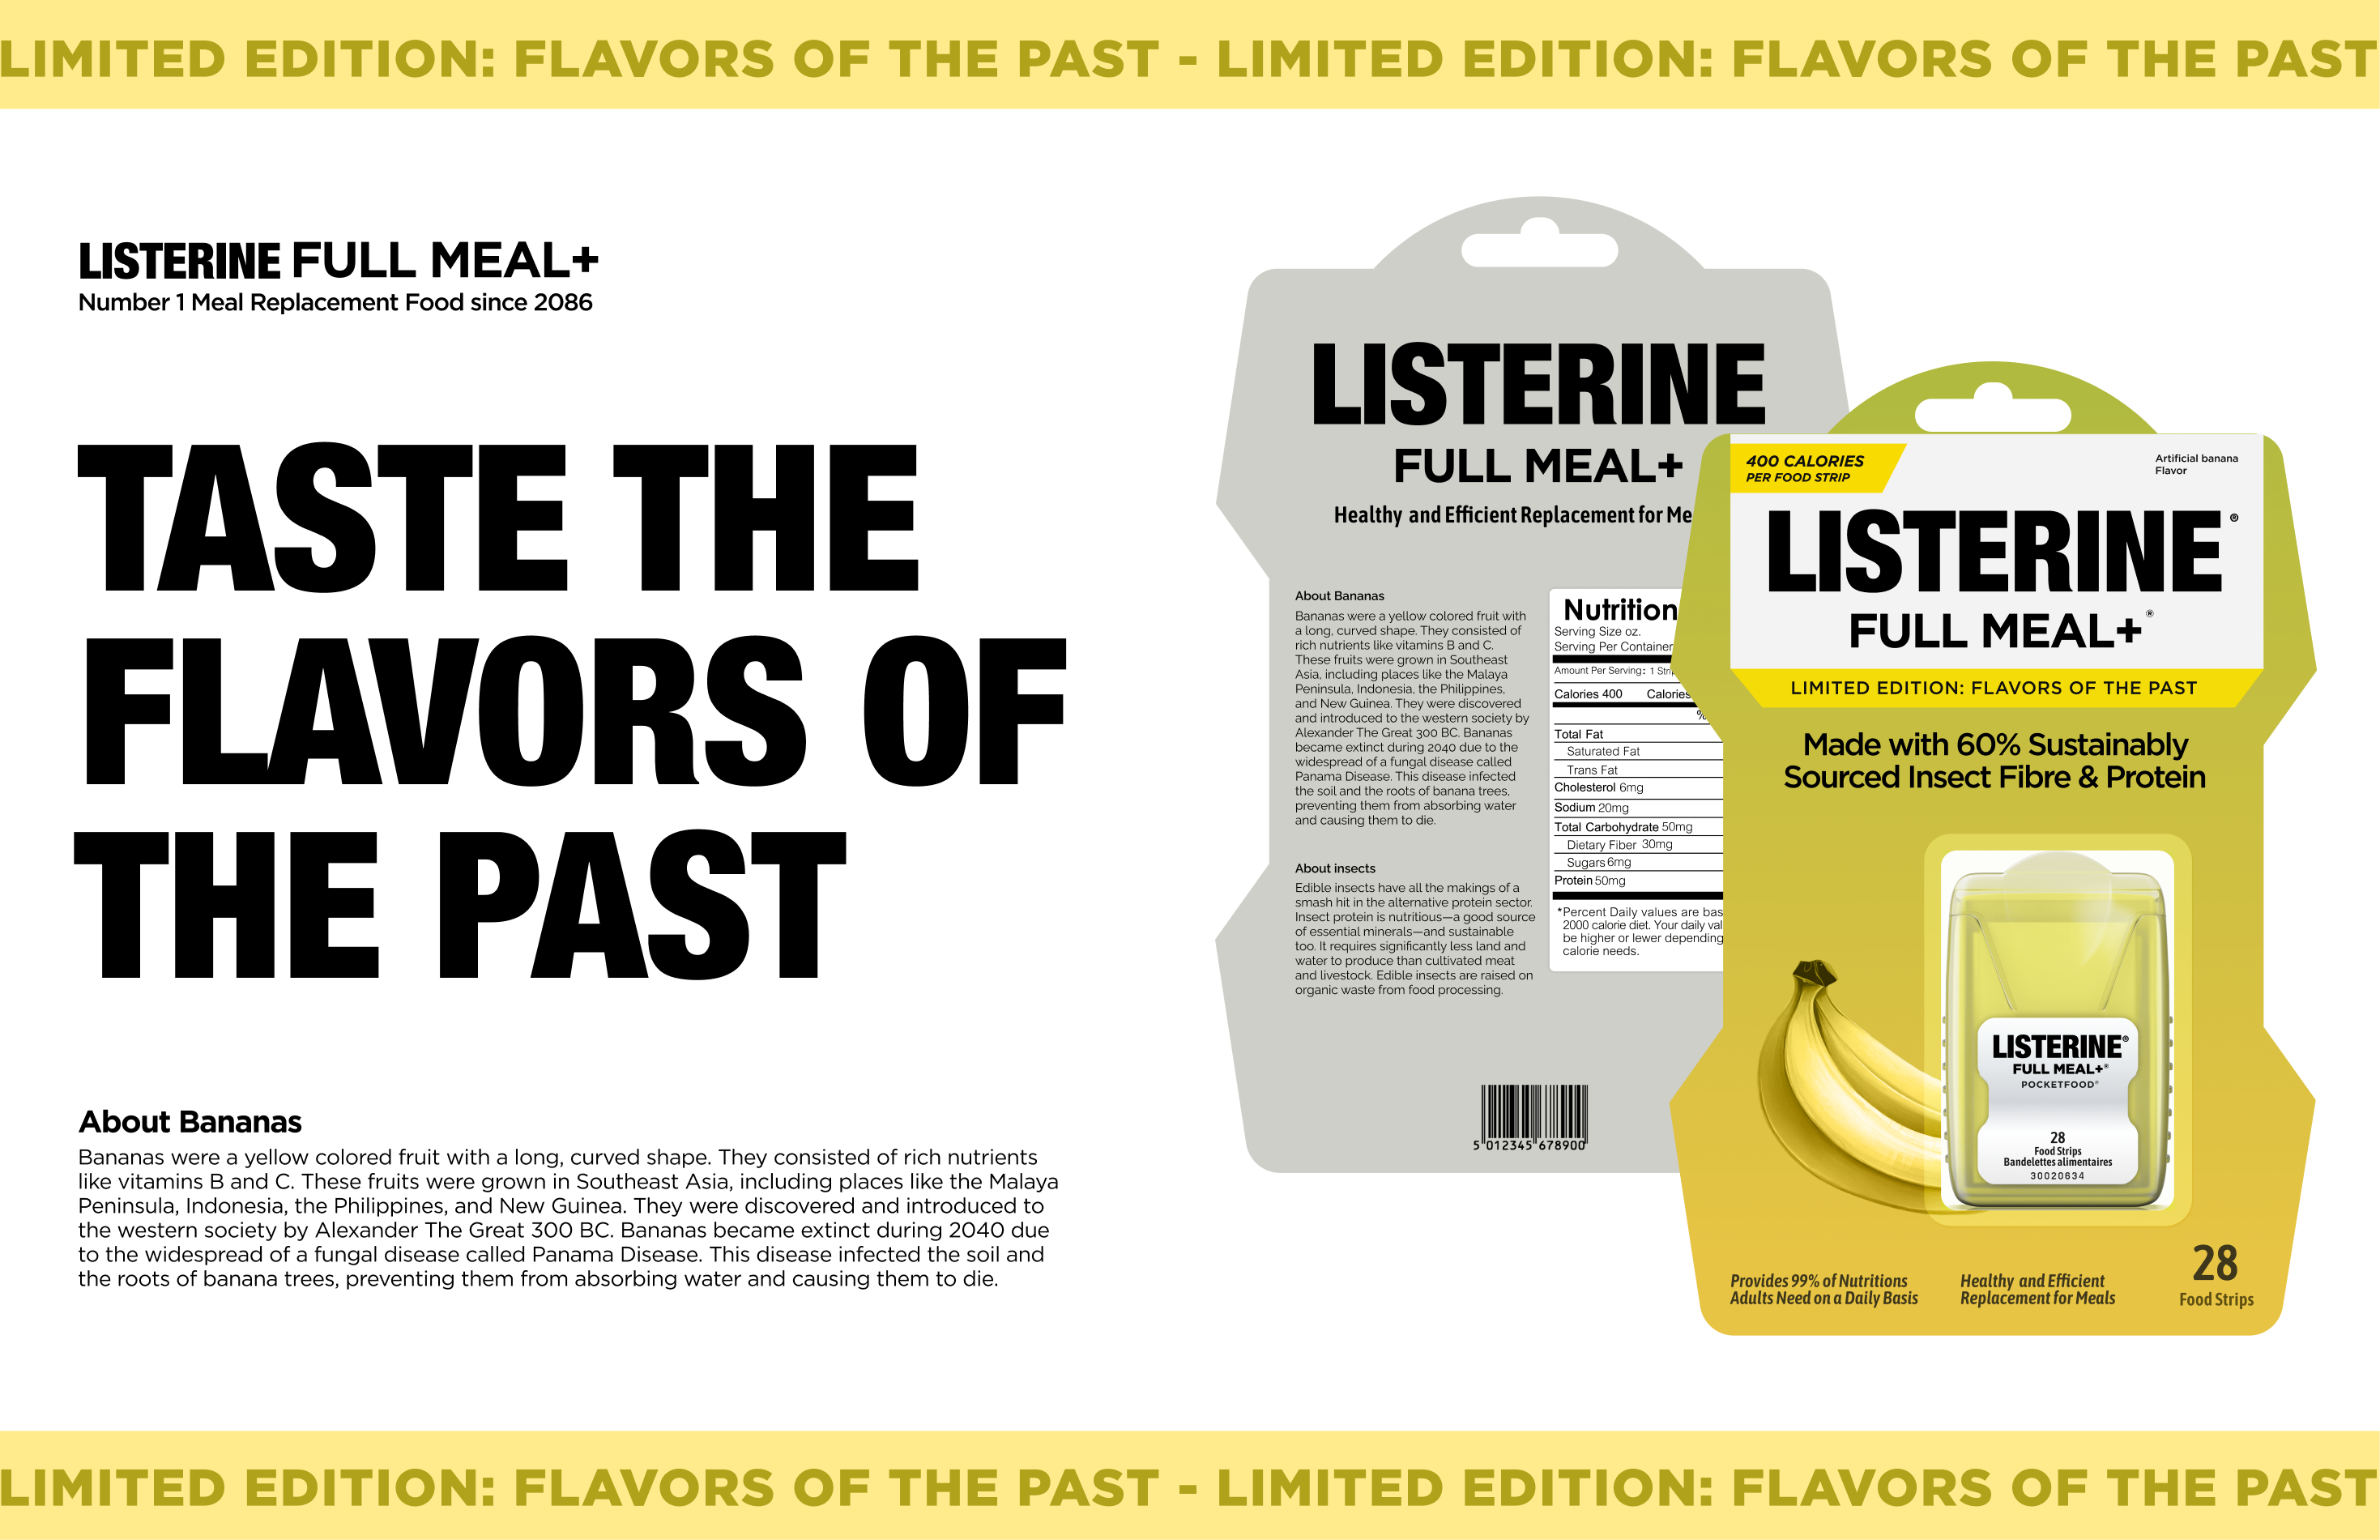 LIMITED EDITION: FLAVORS OF THE PAST - LIMITED EDITION: FLAVORS OF THE PAST
LISTERINE FULL MEAL+
Number 1 Meal Replacement Food since 2086
TASTE THE
FLAVORS OF
THE PAST
About Bananas
Bananas were a yellow colored fruit with a long, curved shape. They consisted of rich nutrients
like vitamins B and C. These fruits were grown in Southeast Asia, including places like the Malaya
Peninsula, Indonesia, the Philippines, and New Guinea. They were discovered and introduced to
the western society by Alexander The Great 300 BC. Bananas became extinct during 2040 due
to the widespread of a fungal disease called Panama Disease. This disease infected the soil and
the roots of banana trees, preventing them from absorbing water and causing them to die.
LISTERINE
FULL MEAL+
Healthy and Efficient Replacement for Me
About Bananas
Bananas were a yellow colored fruit with
a long, curved shape. They consisted of
rich nutrients like vitamins B and C.
These fruits were grown in Southeast
Asia, including places like the Malaya
Peninsula, Indonesia, the Philippines,
and New Guinea. They were discovered
and introduced to the western society by
Alexander The Great 300 BC. Bananas
became extinct during 2040 due to the
widespread of a fungal disease called
Panama Disease. This disease infected
the soil and the roots of banana trees,
preventing them from absorbing water
and causing them to die.
About insects
Edible insects have all the makings of a
smash hit in the alternative protein sector.
Insect protein is nutritious—a good source
of essential minerals—and sustainable
too. It requires significantly less land and
water to produce than cultivated meat
and livestock. Edible insects are raised on
organic waste from food processing.
Nutrition
Serving Size oz.
Serving Per Container
Amount Per Serving: 1 Stri
Calories 400 Calories
%
Total Fat
Saturated Fat
Trans Fat
Cholesterol 6mg
Sodium 20mg
Total Carbohydrate 50mg
Dietary Fiber 30mg
Sugars 6mg
Protein 50mg
*Percent Daily values are bas
2000 calorie diet. Your daily val
be higher or lewer depending
calorie needs.
5 012345 678900
400 CALORIES
PER FOOD STRIP
Artificial banana
Flavor
LISTERINE®
FULL MEAL+®
LIMITED EDITION: FLAVORS OF THE PAST
Made with 60% Sustainably
Sourced Insect Fibre & Protein
LISTERINE®
FULL MEAL+®
POCKETFOOD®
28
Food Strips
Bandelettes alimentaires
30020634
Provides 99% of Nutritions
Adults Need on a Daily Basis
Healthy and Efficient
Replacement for Meals
28
Food Strips
LIMITED EDITION: FLAVORS OF THE PAST - LIMITED EDITION: FLAVORS OF THE PAST